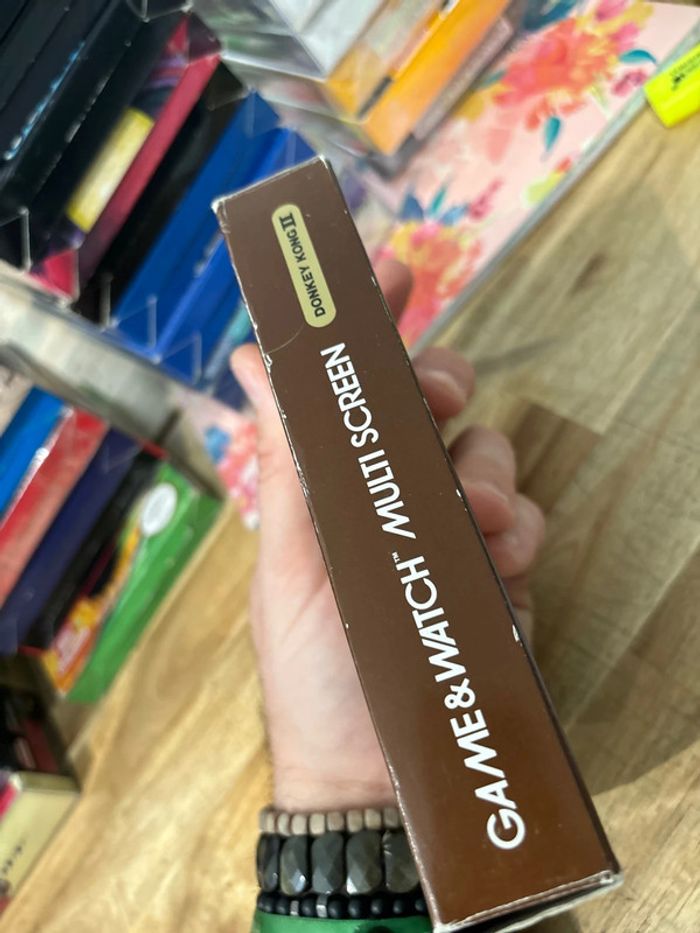 GAME & WATCH™ MULTI SCREEN
DONKEY KONG II